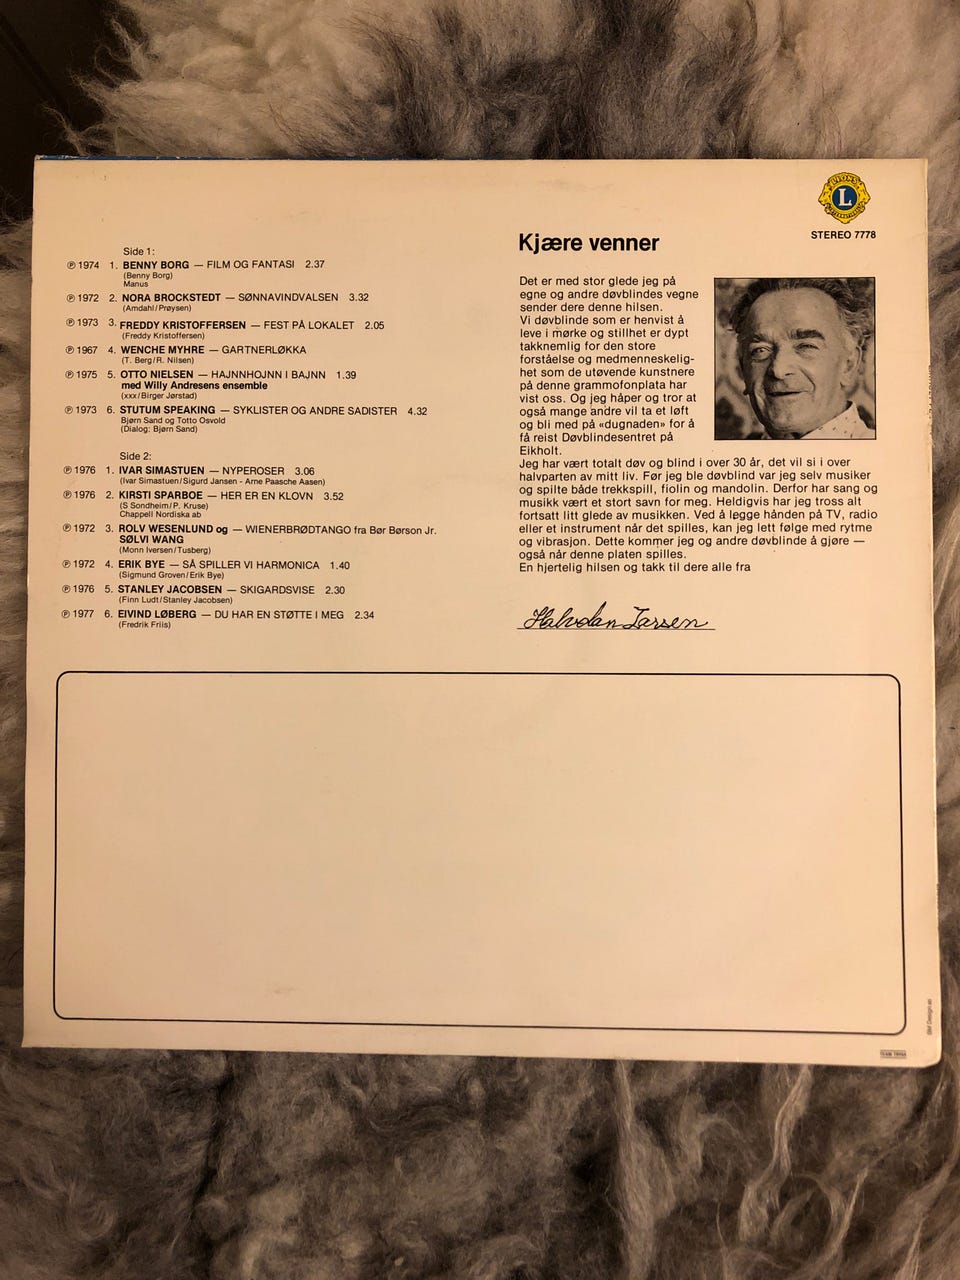 LIONS
L
STEREO 7778
Side 1:
℗ 1974 1. BENNY BORG — FILM OG FANTASI 2.37
(Benny Borg)
Manus
℗ 1972 2. NORA BROCKSTEDT — SØNNAVINDVALSEN 3.32
(Amdahl/Prøysen)
℗ 1973 3. FREDDY KRISTOFFERSEN — FEST PÅ LOKALET 2.05
(Freddy Kristoffersen)
℗ 1967 4. WENCHE MYHRE — GARTNERLØKKA
(T. Berg/R. Nilsen)
℗ 1975 5. OTTO NIELSEN — HAJNNHOJNN I BAJNN 1.39
med Willy Andresens ensemble
(xxx/Birger Jørstad)
℗ 1973 6. STUTUM SPEAKING — SYKLISTER OG ANDRE SADISTER 4.32
Bjørn Sand og Totto Osvold
(Dialog: Bjørn Sand)
Side 2:
℗ 1976 1. IVAR SIMASTUEN — NYPEROSER 3.06
(Ivar Simastuen/Sigurd Jansen - Arne Paasche Aasen)
℗ 1976 2. KIRSTI SPARBOE — HER ER EN KLOVN 3.52
(S Sondheim/P. Kruse)
Chappell Nordiska ab
℗ 1972 3. ROLV WESENLUND og — WIENERBRØDTANGO fra Bør Børson Jr.
SØLVI WANG
(Monn Iversen/Tusberg)
℗ 1972 4. ERIK BYE — SÅ SPILLER VI HARMONICA 1.40
(Sigmund Groven/Erik Bye)
℗ 1976 5. STANLEY JACOBSEN — SKIGARDSVISE 2.30
(Finn Ludt/Stanley Jacobsen)
℗ 1977 6. EIVIND LØBERG — DU HAR EN STØTTE I MEG 2.34
(Fredrik Friis)
Kjære venner
Det er med stor glede jeg på
egne og andre døvblindes vegne
sender dere denne hilsen.
Vi døvblinde som er henvist å
leve i mørke og stillhet er dypt
takknemlig for den store
forståelse og medmenneskelig-
het som de utøvende kunstnere
på denne grammofonplata har
vist oss. Og jeg håper og tror at
også mange andre vil ta et løft
og bli med på «dugnaden» for å
få reist Døvblindesentret på
Eikholt.
Jeg har vært totalt døv og blind i over 30 år, det vil si i over
halvparten av mitt liv. Før jeg ble døvblind var jeg selv musiker
og spilte både trekkspill, fiolin og mandolin. Derfor har sang og
musikk vært et stort savn for meg. Heldigvis har jeg tross alt
fortsatt litt glede av musikken. Ved å legge hånden på TV, radio
eller et instrument når det spilles, kan jeg lett følge med rytme
og vibrasjon. Dette kommer jeg og andre døvblinde å gjøre —
også når denne platen spilles.
En hjertelig hilsen og takk til dere alle fra
Halvdan Larsen